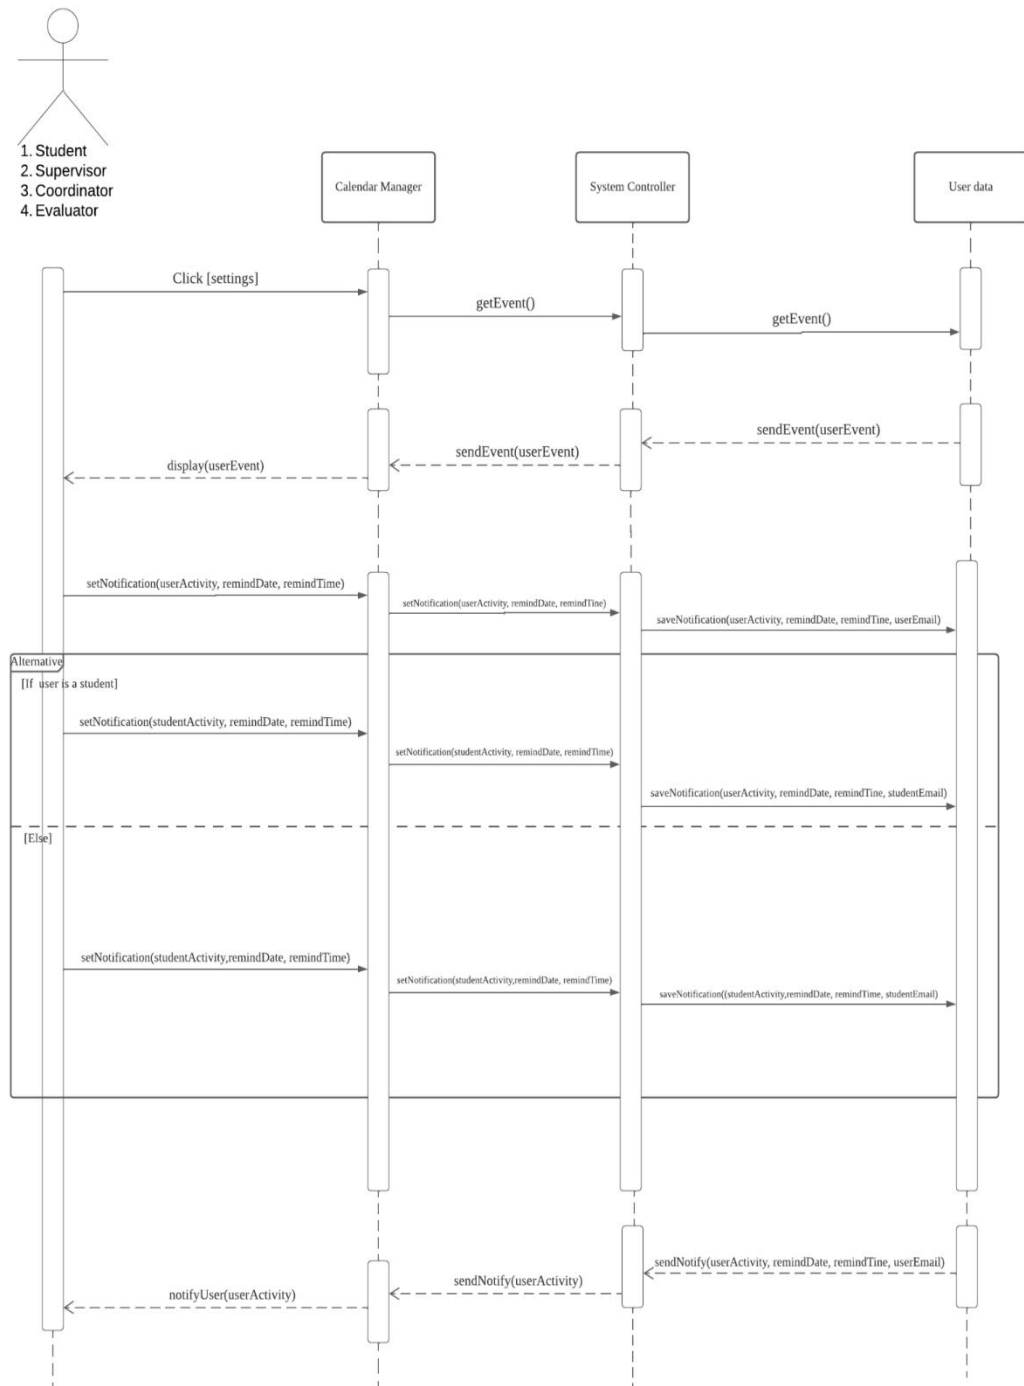 1. Student
2. Supervisor
3. Coordinator
4. Evaluator
Calendar Manager
System Controller
User data
Click [settings]
getEvent()
getEvent()
sendEvent(userEvent)
sendEvent(userEvent)
display(userEvent)
setNotification(userActivity, remindDate, remindTime)
setNotification(userActivity, remindDate, remindTine)
saveNotification(userActivity, remindDate, remindTine, userEmail)
Alternative
[If user is a student]
setNotification(studentActivity, remindDate, remindTime)
setNotification(studentActivity, remindDate, remindTime)
saveNotification(userActivity, remindDate, remindTine, studentEmail)
[Else]
setNotification(studentActivity,remindDate, remindTime)
setNotification(studentActivity,remindDate, remindTime)
saveNotification((studentActivity,remindDate, remindTime, studentEmail)
sendNotify(userActivity, remindDate, remindTine, userEmail)
sendNotify(userActivity)
notifyUser(userActivity)